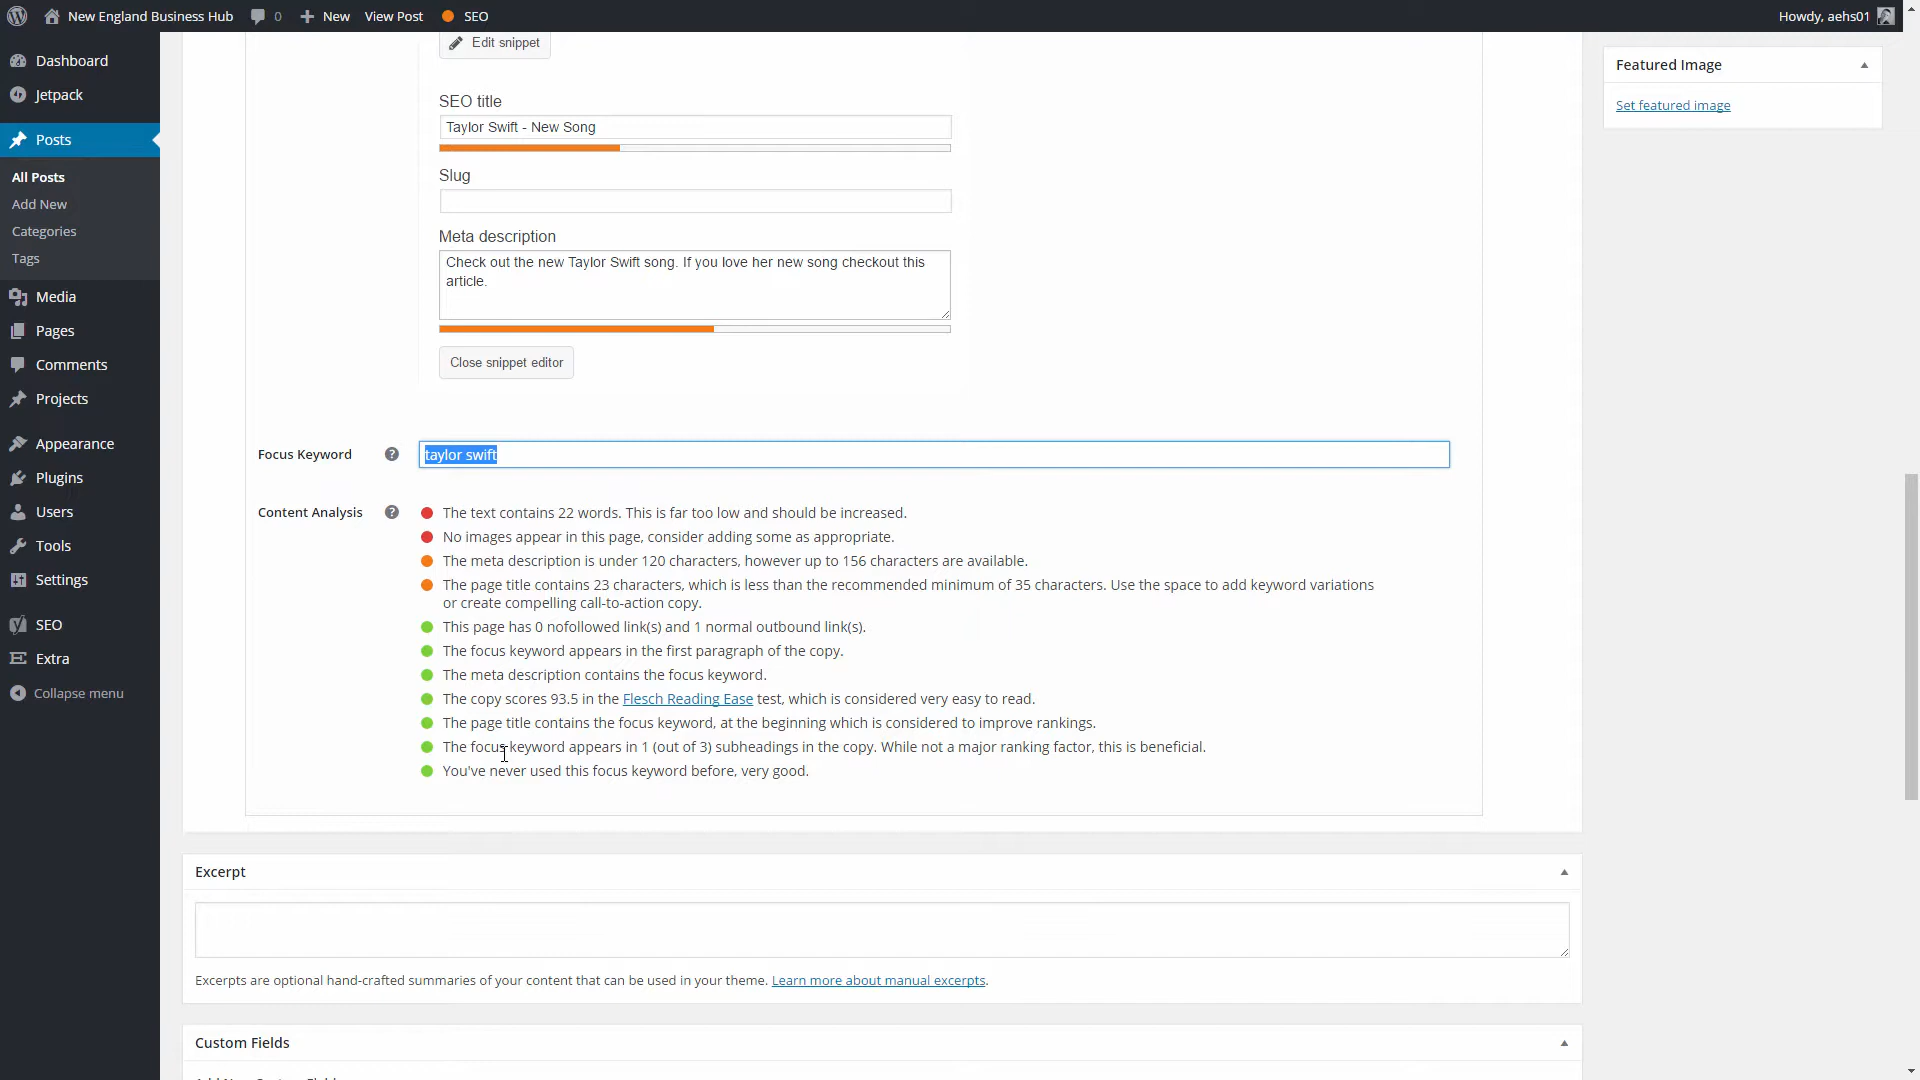 New England Business Hub 0 New View Post SEO Howdy, aehs01
Dashboard
Jetpack
Posts
All Posts
Add New
Categories
Tags
Media
Pages
Comments
Projects
Appearance
Plugins
Users
Tools
Settings
SEO
Extra
Collapse menu
Edit snippet
SEO title
Taylor Swift - New Song
Slug
Meta description
Check out the new Taylor Swift song. If you love her new song checkout this
article.
Close snippet editor
Focus Keyword ? taylor swift
Content Analysis ?
The text contains 22 words. This is far too low and should be increased.
No images appear in this page, consider adding some as appropriate.
The meta description is under 120 characters, however up to 156 characters are available.
The page title contains 23 characters, which is less than the recommended minimum of 35 characters. Use the space to add keyword variations
or create compelling call-to-action copy.
This page has 0 nofollowed link(s) and 1 normal outbound link(s).
The focus keyword appears in the first paragraph of the copy.
The meta description contains the focus keyword.
The copy scores 93.5 in the Flesch Reading Ease test, which is considered very easy to read.
The page title contains the focus keyword, at the beginning which is considered to improve rankings.
The focus keyword appears in 1 (out of 3) subheadings in the copy. While not a major ranking factor, this is beneficial.
You've never used this focus keyword before, very good.
Excerpt
Excerpts are optional hand-crafted summaries of your content that can be used in your theme. Learn more about manual excerpts.
Custom Fields
Featured Image
Set featured image